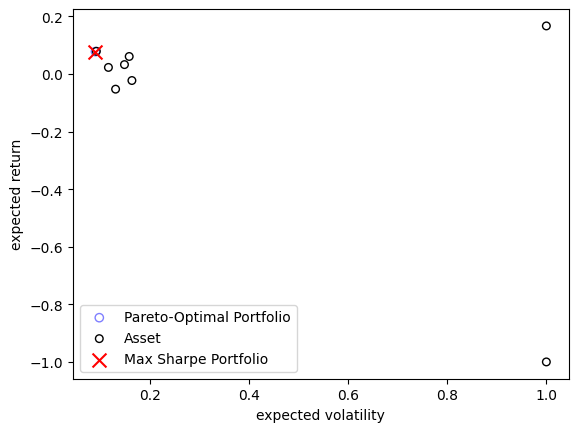 0.2
0.0
−0.2
−0.4
−0.6
−0.8
−1.0
expected return
Pareto-Optimal Portfolio
Asset
Max Sharpe Portfolio
0.2 0.4 0.6 0.8 1.0
expected volatility